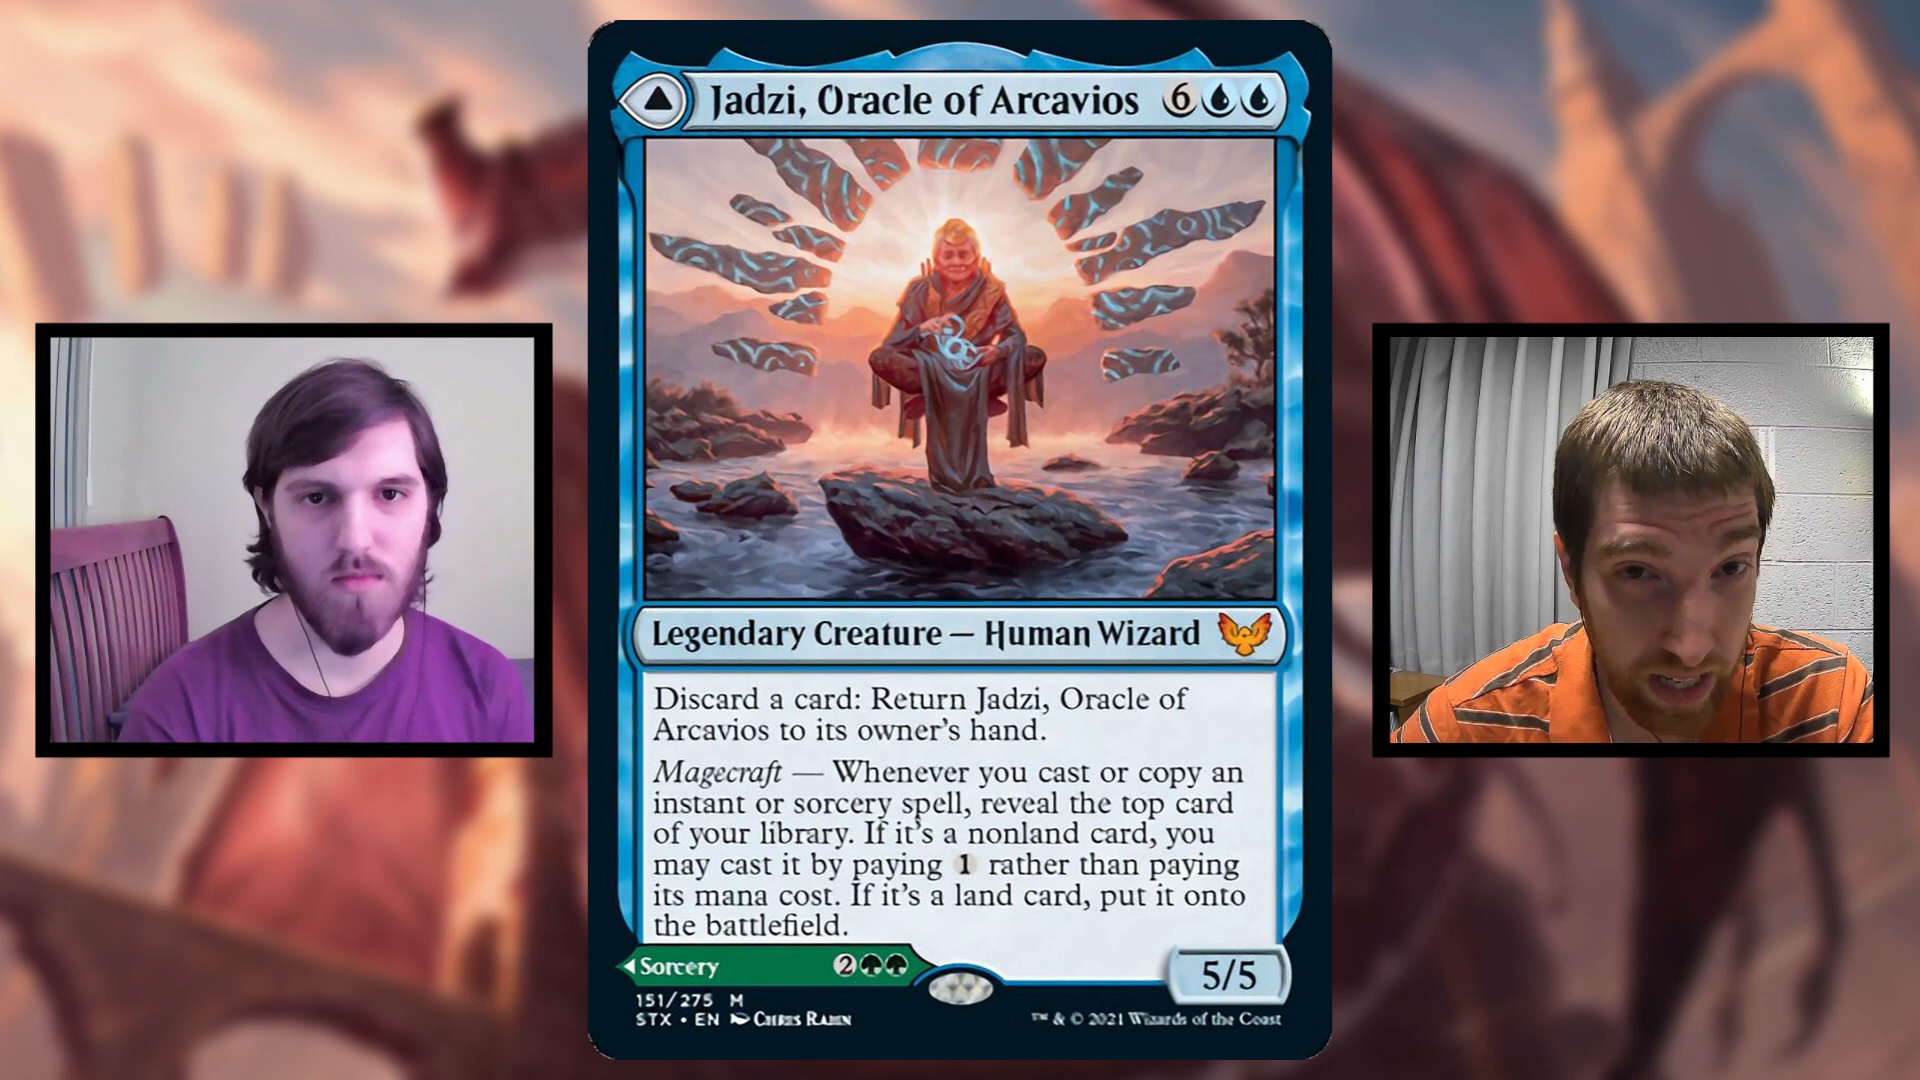 Jadzi, Oracle of Arcavios 6
Legendary Creature — Human Wizard
Discard a card: Return Jadzi, Oracle of
Arcavios to its owner's hand.
Magecraft — Whenever you cast or copy an
instant or sorcery spell, reveal the top card
of your library. If it's a nonland card, you
may cast it by paying 1 rather than paying
its mana cost. If it's a land card, put it onto
the battlefield.
Sorcery 2
5/5
151/275 M
STX • EN Chris Rahn
™ & © 2021 Wizards of the Coast